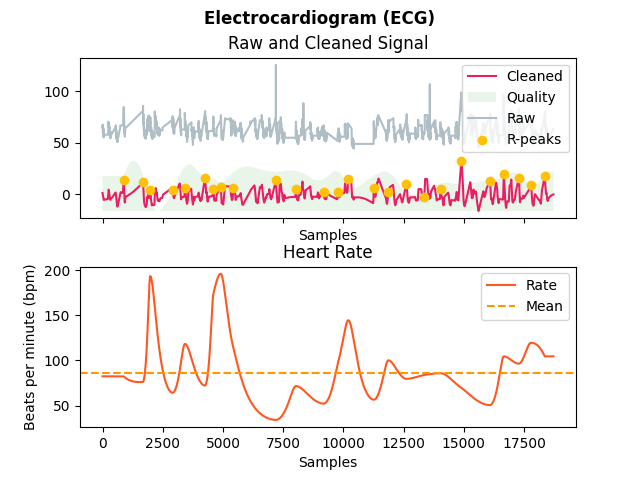 Electrocardiogram (ECG)
Raw and Cleaned Signal
Cleaned
Quality
Raw
R-peaks
100
50
0
Samples
Heart Rate
Beats per minute (bpm)
Rate
Mean
200
150
100
50
0 2500 5000 7500 10000 12500 15000 17500
Samples